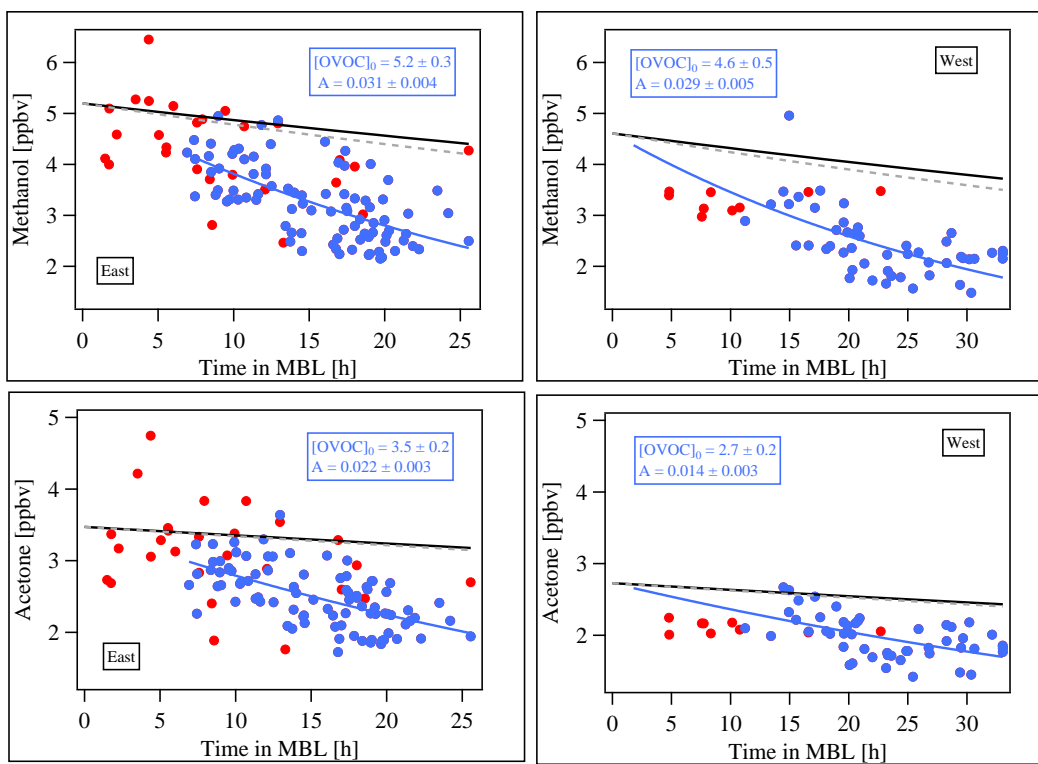 6
5
4
3
2
Methanol [ppbv]
[OVOC]0 = 5.2 ± 0.3
A = 0.031 ± 0.004
East
0 5 10 15 20 25
Time in MBL [h]
6
5
4
3
2
Methanol [ppbv]
[OVOC]0 = 4.6 ± 0.5
A = 0.029 ± 0.005
West
0 5 10 15 20 25 30
Time in MBL [h]
5
4
3
2
Acetone [ppbv]
[OVOC]0 = 3.5 ± 0.2
A = 0.022 ± 0.003
East
0 5 10 15 20 25
Time in MBL [h]
5
4
3
2
Acetone [ppbv]
[OVOC]0 = 2.7 ± 0.2
A = 0.014 ± 0.003
West
0 5 10 15 20 25 30
Time in MBL [h]